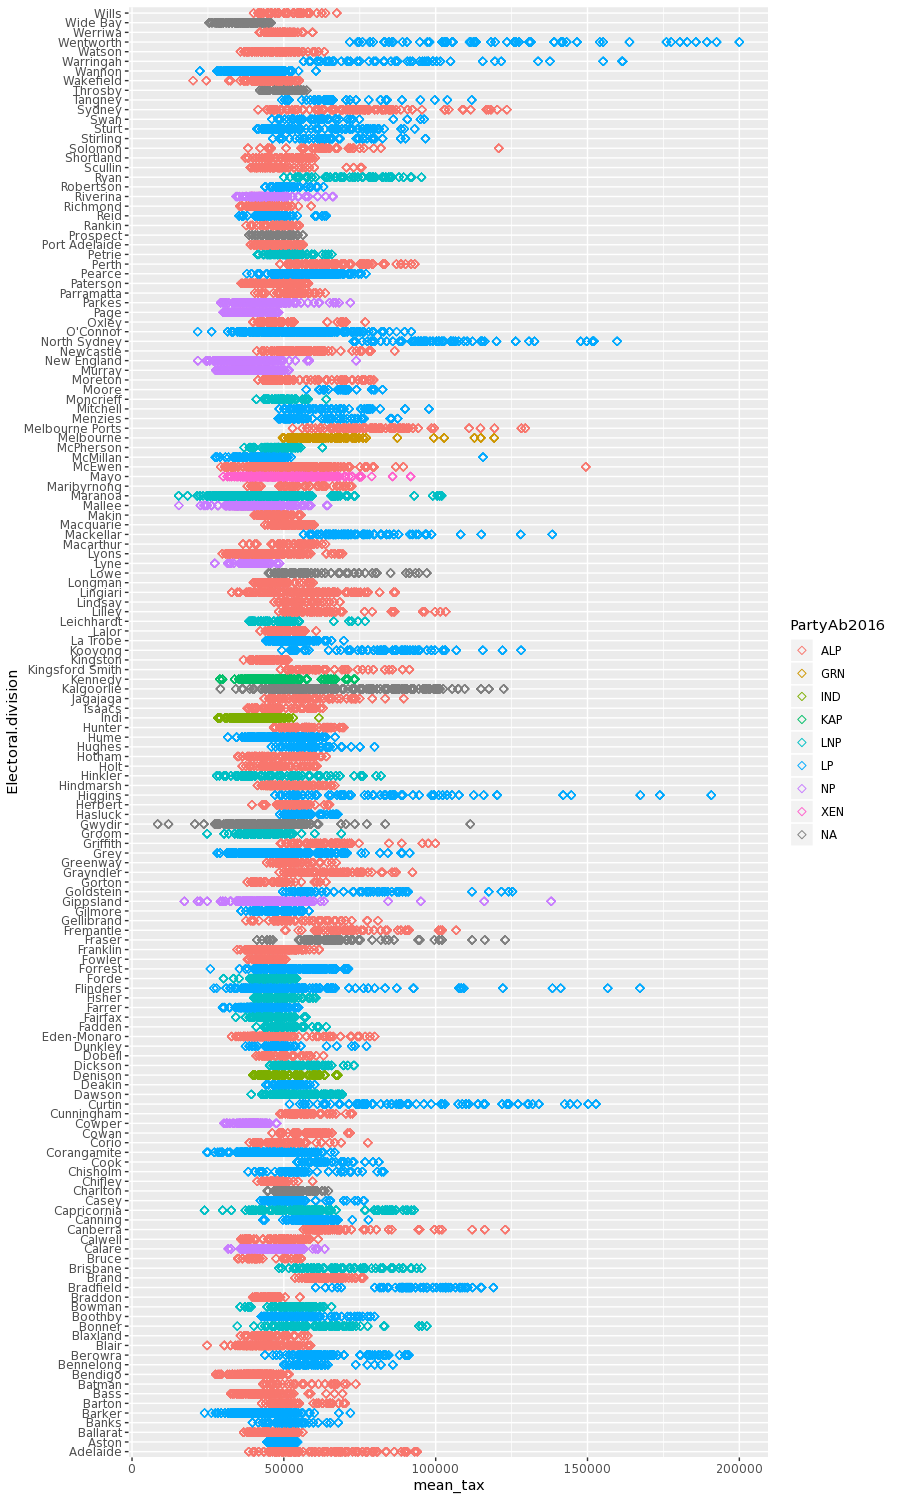 Wills
Wide Bay
Werriwa
Wentworth
Watson
Warringah
Wannon
Wakefield
Throsby
Tangney
Sydney
Swan
Sturt
Stirling
Solomon
Shortland
Scullin
Ryan
Robertson
Riverina
Richmond
Reid
Rankin
Prospect
Port Adelaide
Petrie
Perth
Pearce
Paterson
Parramatta
Parkes
Page
Oxley
O'Connor
North Sydney
Newcastle
New England
Murray
Moreton
Moore
Moncrieff
Mitchell
Menzies
Melbourne Ports
Melbourne
McPherson
McMillan
McEwen
Mayo
Maribyrnong
Maranoa
Mallee
Makin
Macquarie
Mackellar
Macarthur
Lyons
Lyne
Lowe
Longman
Lingiari
Lindsay
Lilley
Leichhardt
Lalor
La Trobe
Kooyong
Kingston
Kingsford Smith
Kennedy
Kalgoorlie
Jagajaga
Isaacs
Indi
Hunter
Hume
Hughes
Hotham
Holt
Hinkler
Hindmarsh
Higgins
Herbert
Hasluck
Gwydir
Groom
Griffith
Grey
Greenway
Grayndler
Gorton
Goldstein
Gippsland
Gilmore
Gellibrand
Fremantle
Fraser
Franklin
Fowler
Forrest
Forde
Flinders
Fisher
Farrer
Fairfax
Fadden
Eden-Monaro
Dunkley
Dobell
Dickson
Denison
Deakin
Dawson
Curtin
Cunningham
Cowper
Cowan
Corio
Corangamite
Cook
Chisholm
Chifley
Charlton
Casey
Capricornia
Canning
Canberra
Calwell
Calare
Bruce
Brisbane
Brand
Bradfield
Braddon
Bowman
Boothby
Bonner
Blaxland
Blair
Berowra
Bennelong
Bendigo
Batman
Bass
Barton
Barker
Banks
Ballarat
Aston
Adelaide
Electoral.division
0 50000 100000 150000 200000
mean_tax
PartyAb2016
ALP
GRN
IND
KAP
LNP
LP
NP
XEN
NA